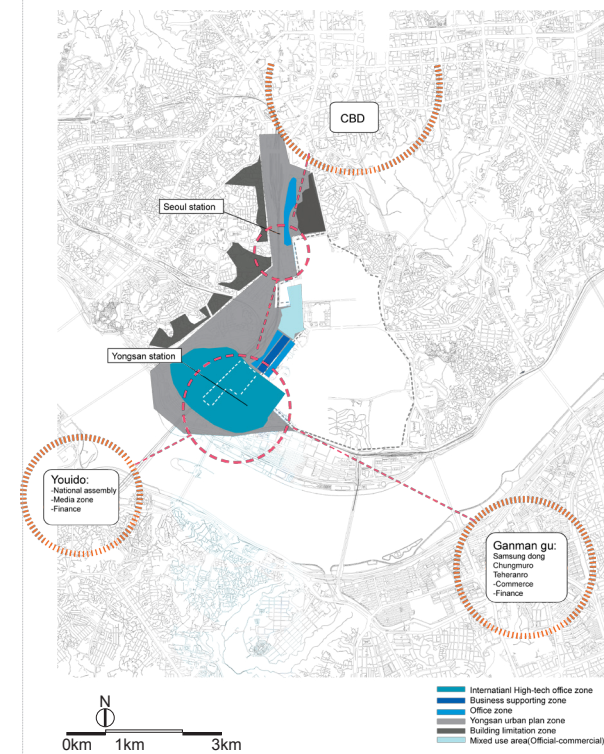 CBD
Seoul station
Yongsan station
Youido:
-National assembly
-Media zone
-Finance
Ganman gu:
Samsung dong
Chungmuro
Teheranro
-Commerce
-Finance
N
0km 1km 3km
Internatianl High-tech office zone
Business supporting zone
Office zone
Yongsan urban plan zone
Building limitation zone
Mixed use area(Official-commercial)